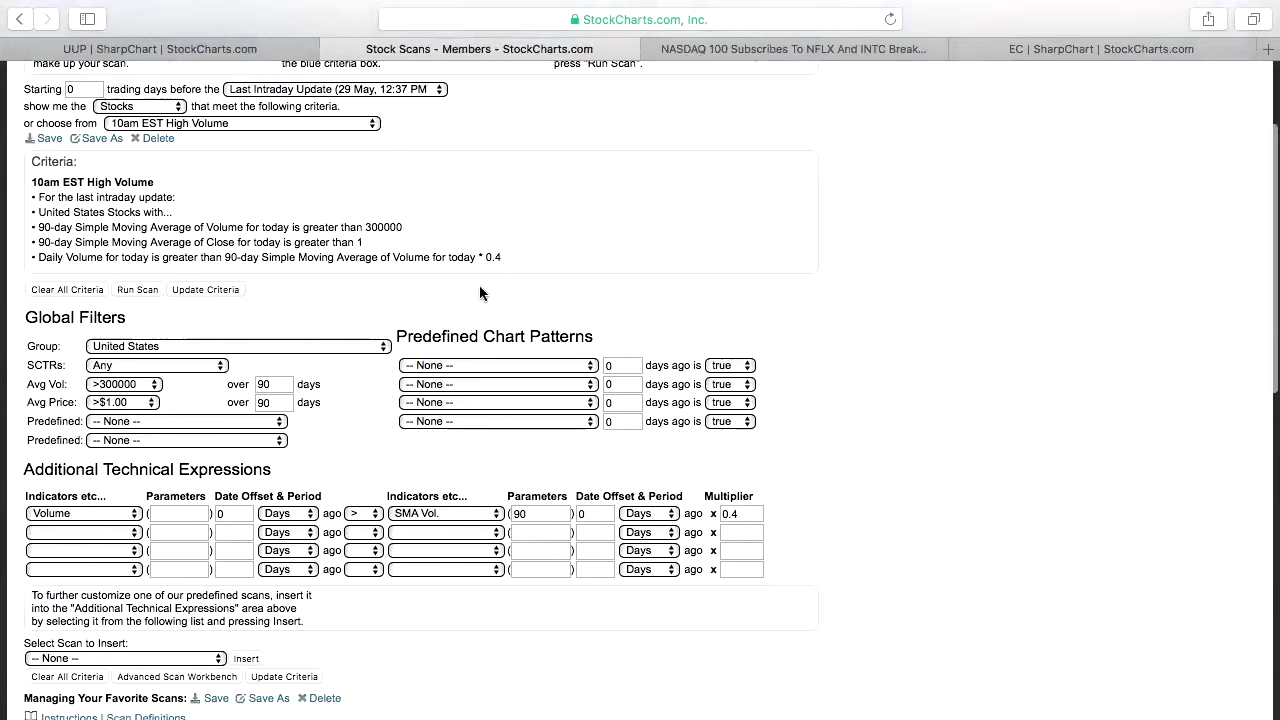 StockCharts.com, Inc.
UUP | SharpChart | StockCharts.com
Stock Scans - Members - StockCharts.com
NASDAQ 100 Subscribes To NFLX And INTC Break...
EC | SharpChart | StockCharts.com
make up your scan. the blue criteria box. press "Run Scan".
Starting 0 trading days before the Last Intraday Update (29 May, 12:37 PM
show me the Stocks that meet the following criteria.
or choose from 10am EST High Volume
Save Save As Delete
Criteria:
10am EST High Volume
• For the last intraday update:
• United States Stocks with...
• 90-day Simple Moving Average of Volume for today is greater than 300000
• 90-day Simple Moving Average of Close for today is greater than 1
• Daily Volume for today is greater than 90-day Simple Moving Average of Volume for today * 0.4
Clear All Criteria Run Scan Update Criteria
Global Filters
Predefined Chart Patterns
Group: United States
SCTRs: Any -- None -- 0 days ago is true
Avg Vol: >300000 over 90 days -- None -- 0 days ago is true
Avg Price: >$1.00 over 90 days -- None -- 0 days ago is true
Predefined: -- None -- -- None -- 0 days ago is true
Predefined: -- None --
Additional Technical Expressions
Indicators etc... Parameters Date Offset & Period Indicators etc... Parameters Date Offset & Period Multiplier
Volume ( ) 0 Days ago > SMA Vol. ( 90 ) 0 Days ago x 0.4
( ) Days ago ( ) Days ago x
( ) Days ago ( ) Days ago x
( ) Days ago ( ) Days ago x
To further customize one of our predefined scans, insert it
into the "Additional Technical Expressions" area above
by selecting it from the following list and pressing Insert.
Select Scan to Insert:
-- None -- Insert
Clear All Criteria Advanced Scan Workbench Update Criteria
Managing Your Favorite Scans: Save Save As Delete
Instructions | Scan Definitions